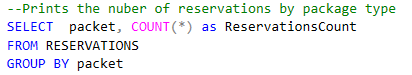 --Prints the nuber of reservations by package type
SELECT  packet, COUNT(*) as ReservationsCount
FROM RESERVATIONS
GROUP BY packet